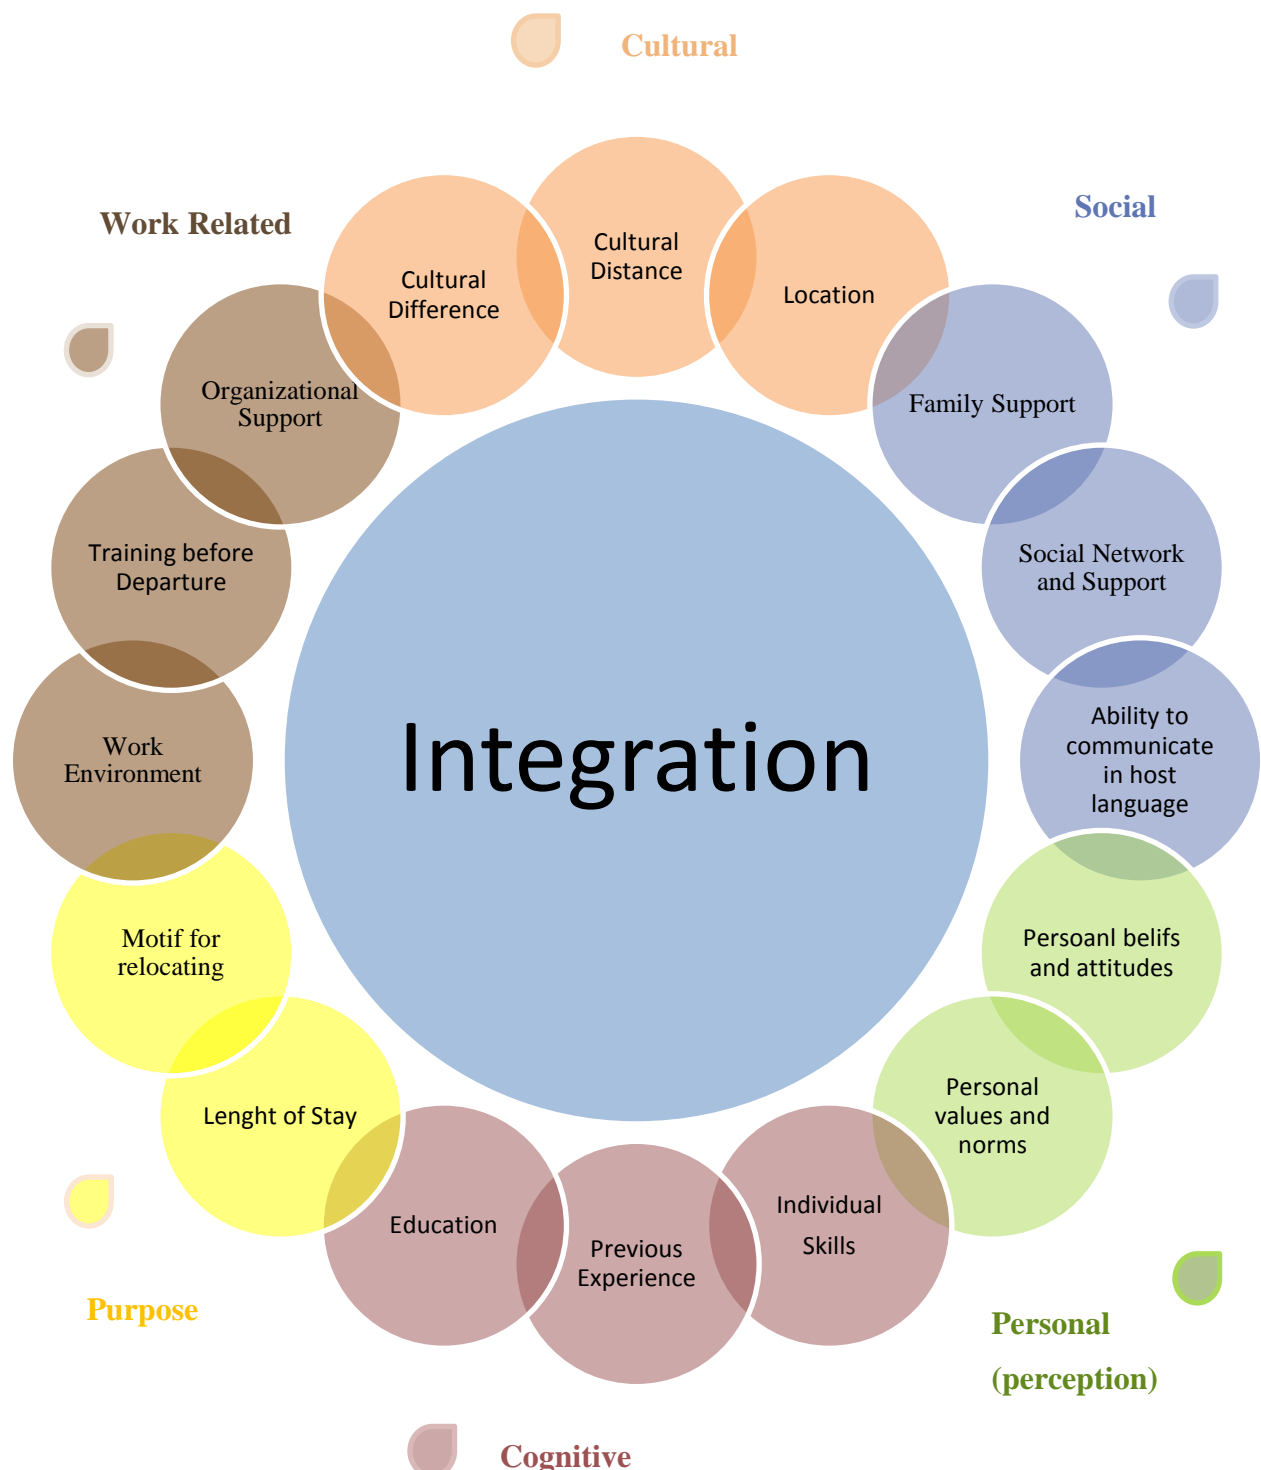 Cultural
Work Related
Social
Cultural
Distance
Cultural
Difference
Location
Organizational
Support
Family Support
Training before
Departure
Social Network
and Support
Work
Environment
Integration
Ability to
communicate
in host
language
Motif for
relocating
Persoanl belifs
and attitudes
Lenght of Stay
Personal
values and
norms
Education
Previous
Experience
Individual
Skills
Purpose
Personal
(perception)
Cognitive